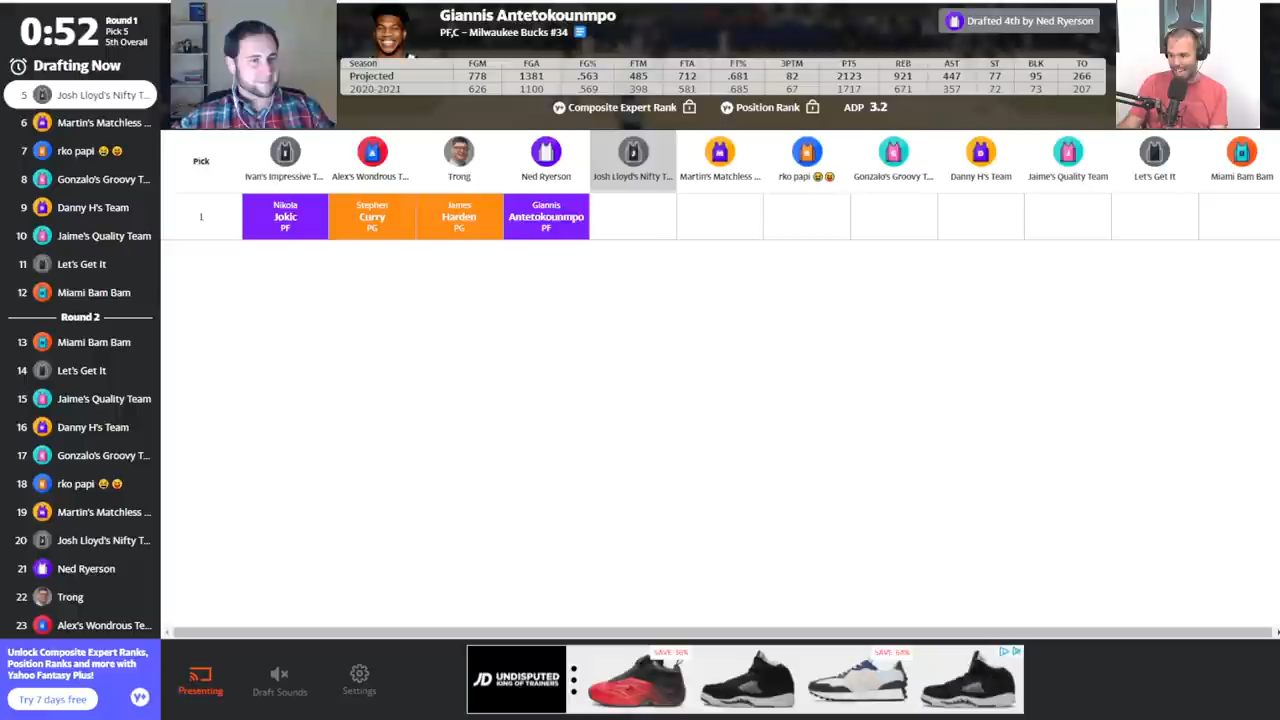 0:52
Round 1
Pick 5
5th Overall
Drafting Now
5 Josh Lloyd's Nifty T...
6 Martin's Matchless ...
7 rko papi 😂😝
8 Gonzalo's Groovy T...
9 Danny H's Team
10 Jaime's Quality Team
11 Let's Get It
12 Miami Bam Bam
Round 2
13 Miami Bam Bam
14 Let's Get It
15 Jaime's Quality Team
16 Danny H's Team
17 Gonzalo's Groovy T...
18 rko papi 😂😝
19 Martin's Matchless ...
20 Josh Lloyd's Nifty T...
21 Ned Ryerson
22 Trong
23 Alex's Wondrous Te...
Unlock Composite Expert Ranks,
Position Ranks and more with
Yahoo Fantasy Plus!
Try 7 days free
Y+
Giannis Antetokounmpo
PF,C – Milwaukee Bucks #34
Drafted 4th by Ned Ryerson
Season FGM FGA FG% FTM FTA FT% 3PTM PTS REB AST ST BLK TO
Projected 778 1381 .563 485 712 .681 82 2123 921 447 77 95 266
2020-2021 626 1100 .569 398 581 .685 67 1717 671 357 72 73 207
Y+ Composite Expert Rank Y+ Position Rank ADP 3.2
Pick Ivan's Impressive T... Alex's Wondrous T... Trong Ned Ryerson Josh Lloyd's Nifty T... Martin's Matchless ... rko papi 😂😝 Gonzalo's Groovy T... Danny H's Team Jaime's Quality Team Let's Get It Miami Bam Bam
1
Nikola
Jokic
PF
Stephen
Curry
PG
James
Harden
PG
Giannis
Antetokounmpo
PF
Presenting
Draft Sounds
Settings
JD UNDISPUTED
KING OF TRAINERS
SAVE 64%